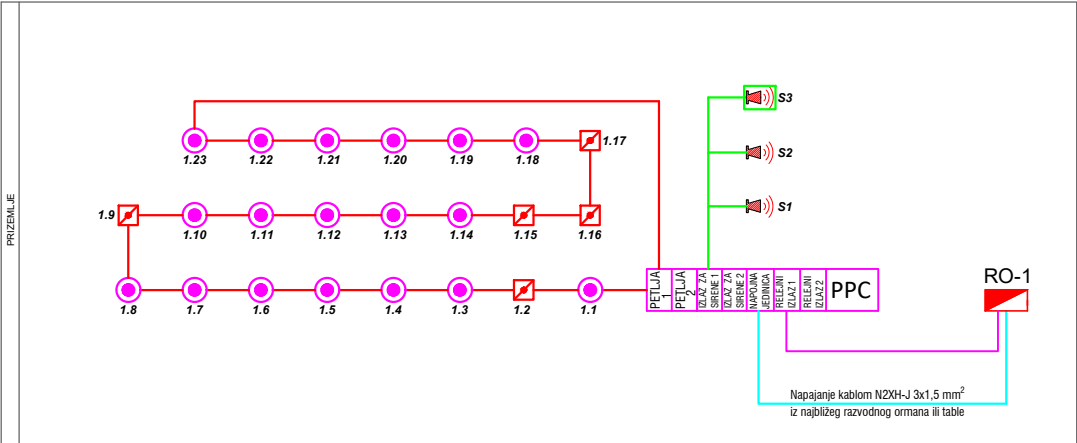 PRIZEMLJE
S3
S2
S1
1.23 1.22 1.21 1.20 1.19 1.18 1.17
1.9 1.10 1.11 1.12 1.13 1.14 1.15 1.16
1.8 1.7 1.6 1.5 1.4 1.3 1.2 1.1
PETLJA
1
PETLJA
2
IZLAZ ZA
SIRENE 1
IZLAZ ZA
SIRENE 2
NAPOJNA
JEDINICA
RELEJNI
IZLAZ 1
RELEJNI
IZLAZ 2
PPC
RO-1
Napajanje kablom N2XH-J 3x1,5 mm²
iz najbližeg razvodnog ormana ili table